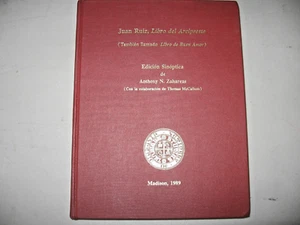 Juan Ruiz, Libro del Arcipreste
(También llamado Libro de Buen Amor)
Edición Sinóptica
de
Anthony N. Zahareas
(Con la colaboración de Thomas McCallum)
Madison, 1989